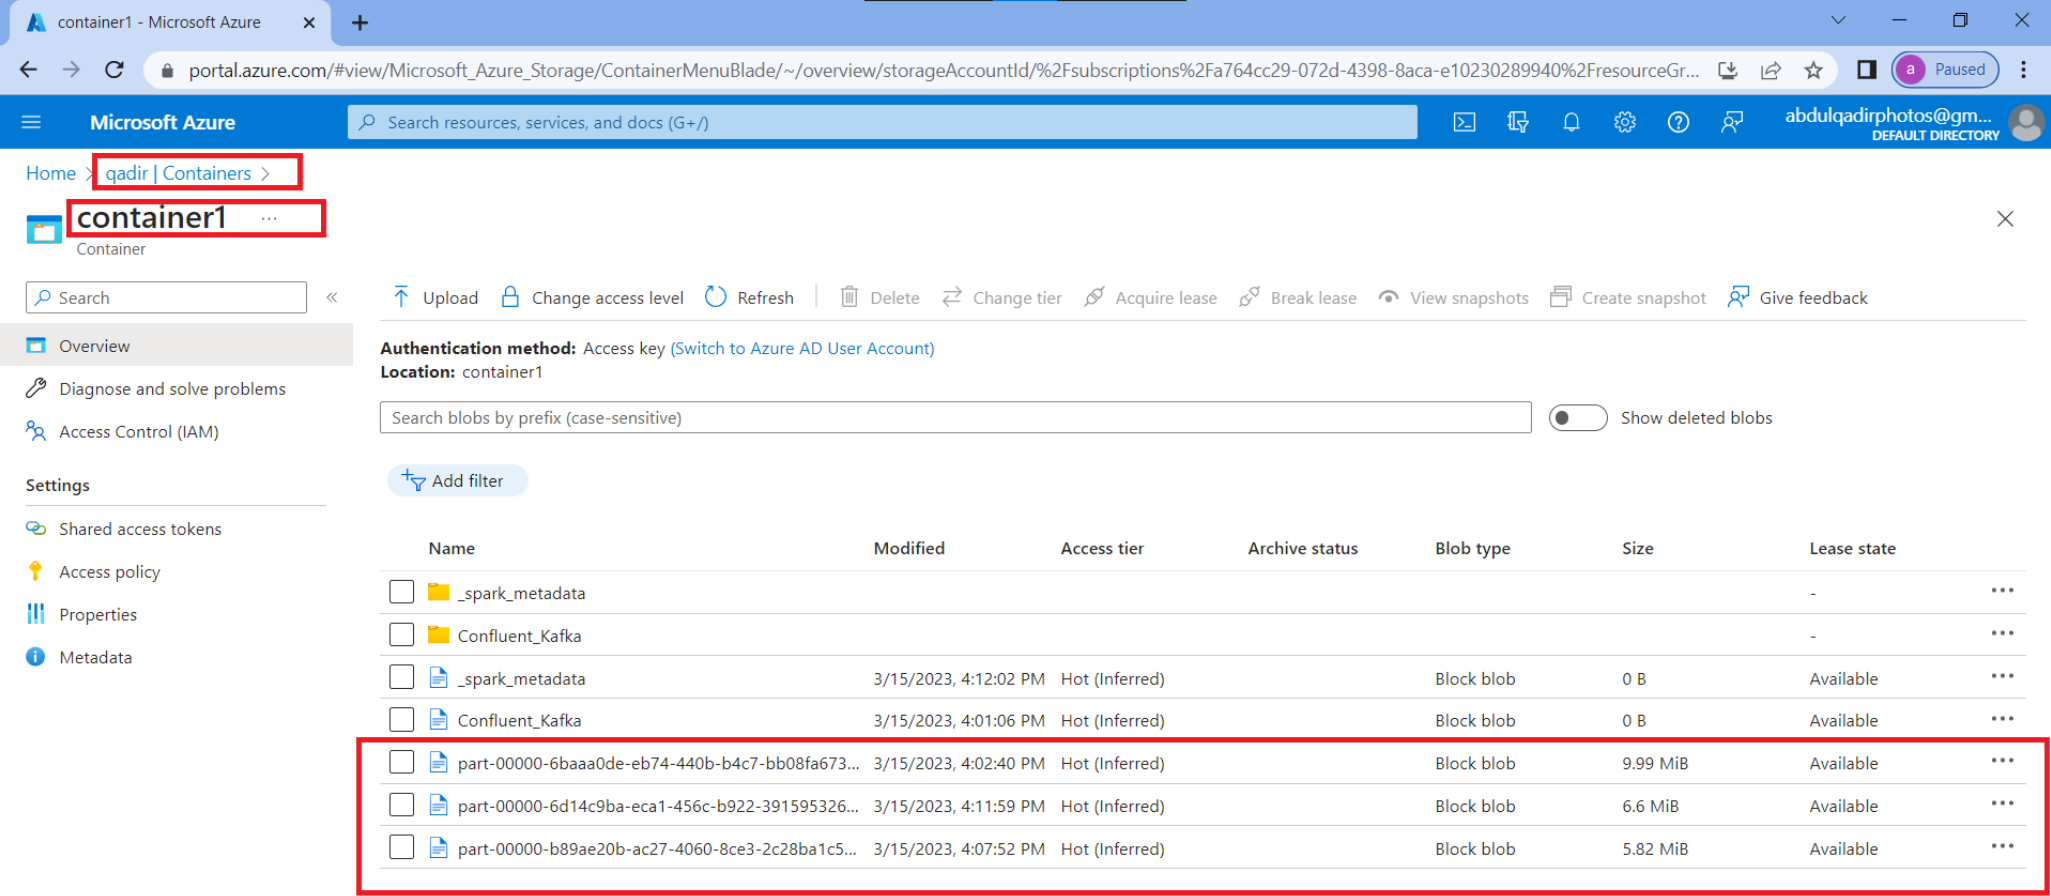 container1 - Microsoft Azure
portal.azure.com/#view/Microsoft_Azure_Storage/ContainerMenuBlade/~/overview/storageAccountId/%2Fsubscriptions%2Fa764cc29-072d-4398-8aca-e10230289940%2FresourceGr...
a Paused
Microsoft Azure
Search resources, services, and docs (G+/)
abdulqadirphotos@gm...
DEFAULT DIRECTORY
Home > qadir | Containers >
container1 ...
Container
Search «
Upload Change access level Refresh Delete Change tier Acquire lease Break lease View snapshots Create snapshot Give feedback
Overview
Diagnose and solve problems
Access Control (IAM)
Settings
Shared access tokens
Access policy
Properties
Metadata
Authentication method: Access key (Switch to Azure AD User Account)
Location: container1
Search blobs by prefix (case-sensitive) Show deleted blobs
Add filter
Name Modified Access tier Archive status Blob type Size Lease state
_spark_metadata - ...
Confluent_Kafka - ...
_spark_metadata 3/15/2023, 4:12:02 PM Hot (Inferred) Block blob 0 B Available ...
Confluent_Kafka 3/15/2023, 4:01:06 PM Hot (Inferred) Block blob 0 B Available ...
part-00000-6baaa0de-eb74-440b-b4c7-bb08fa673... 3/15/2023, 4:02:40 PM Hot (Inferred) Block blob 9.99 MiB Available ...
part-00000-6d14c9ba-eca1-456c-b922-391595326... 3/15/2023, 4:11:59 PM Hot (Inferred) Block blob 6.6 MiB Available ...
part-00000-b89ae20b-ac27-4060-8ce3-2c28ba1c5... 3/15/2023, 4:07:52 PM Hot (Inferred) Block blob 5.82 MiB Available ...